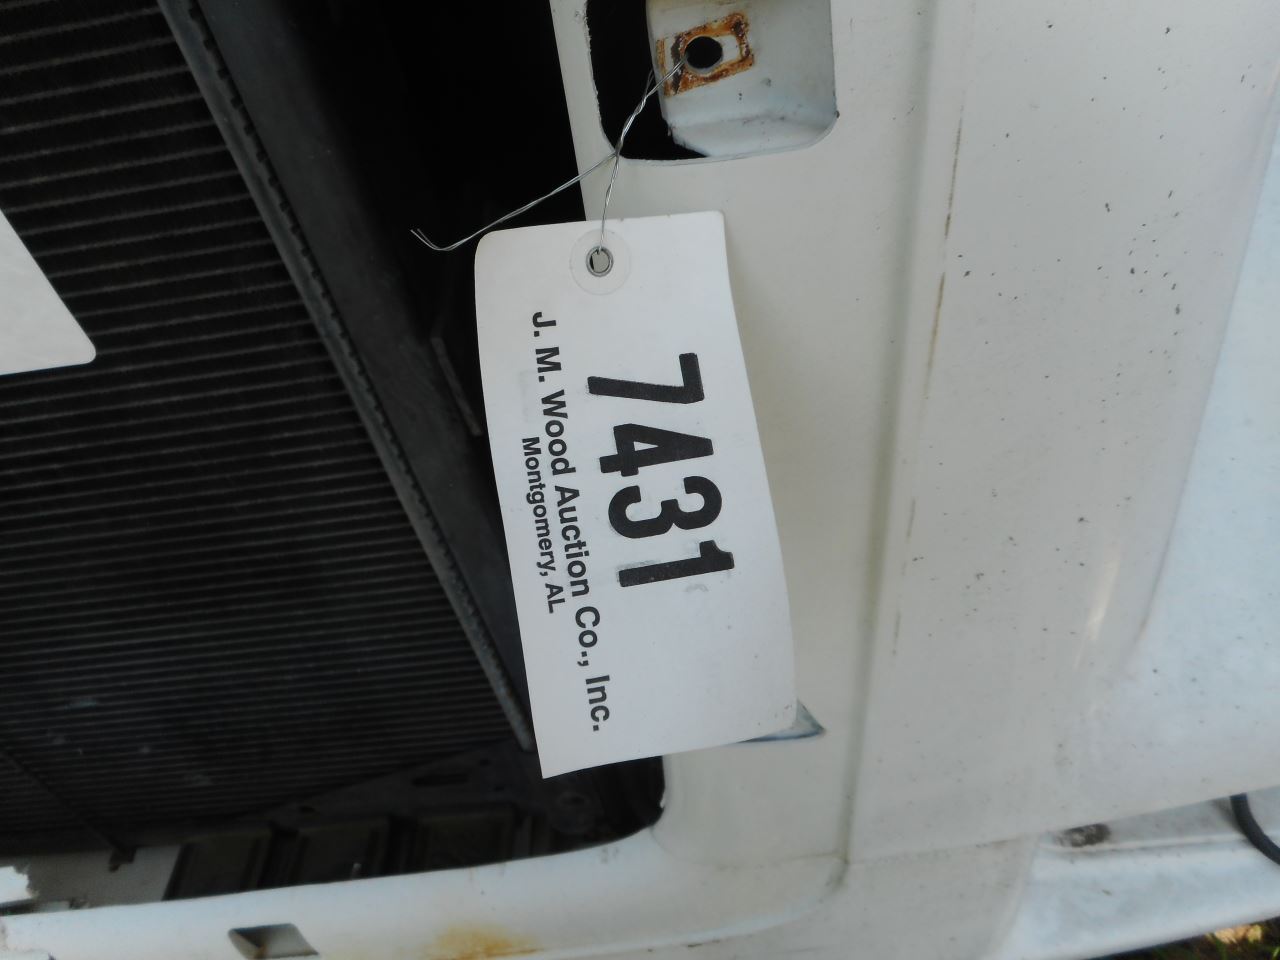 7431
J. M. Wood Auction Co., Inc.
Montgomery, AL